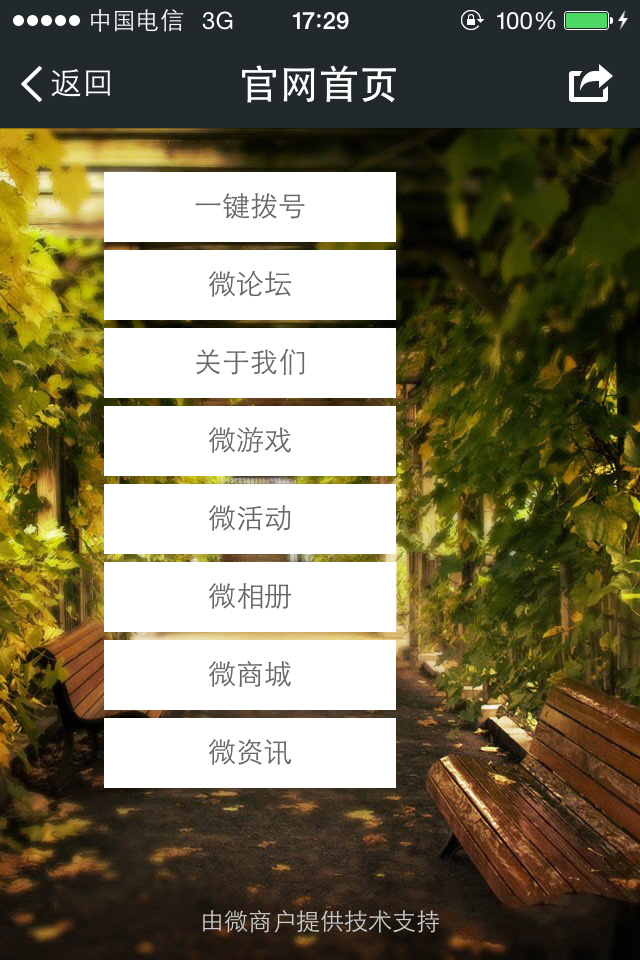 中国电信 3G 17:29 100%
返回 官网首页
一键拨号
微论坛
关于我们
微游戏
微活动
微相册
微商城
微资讯
由微商户提供技术支持